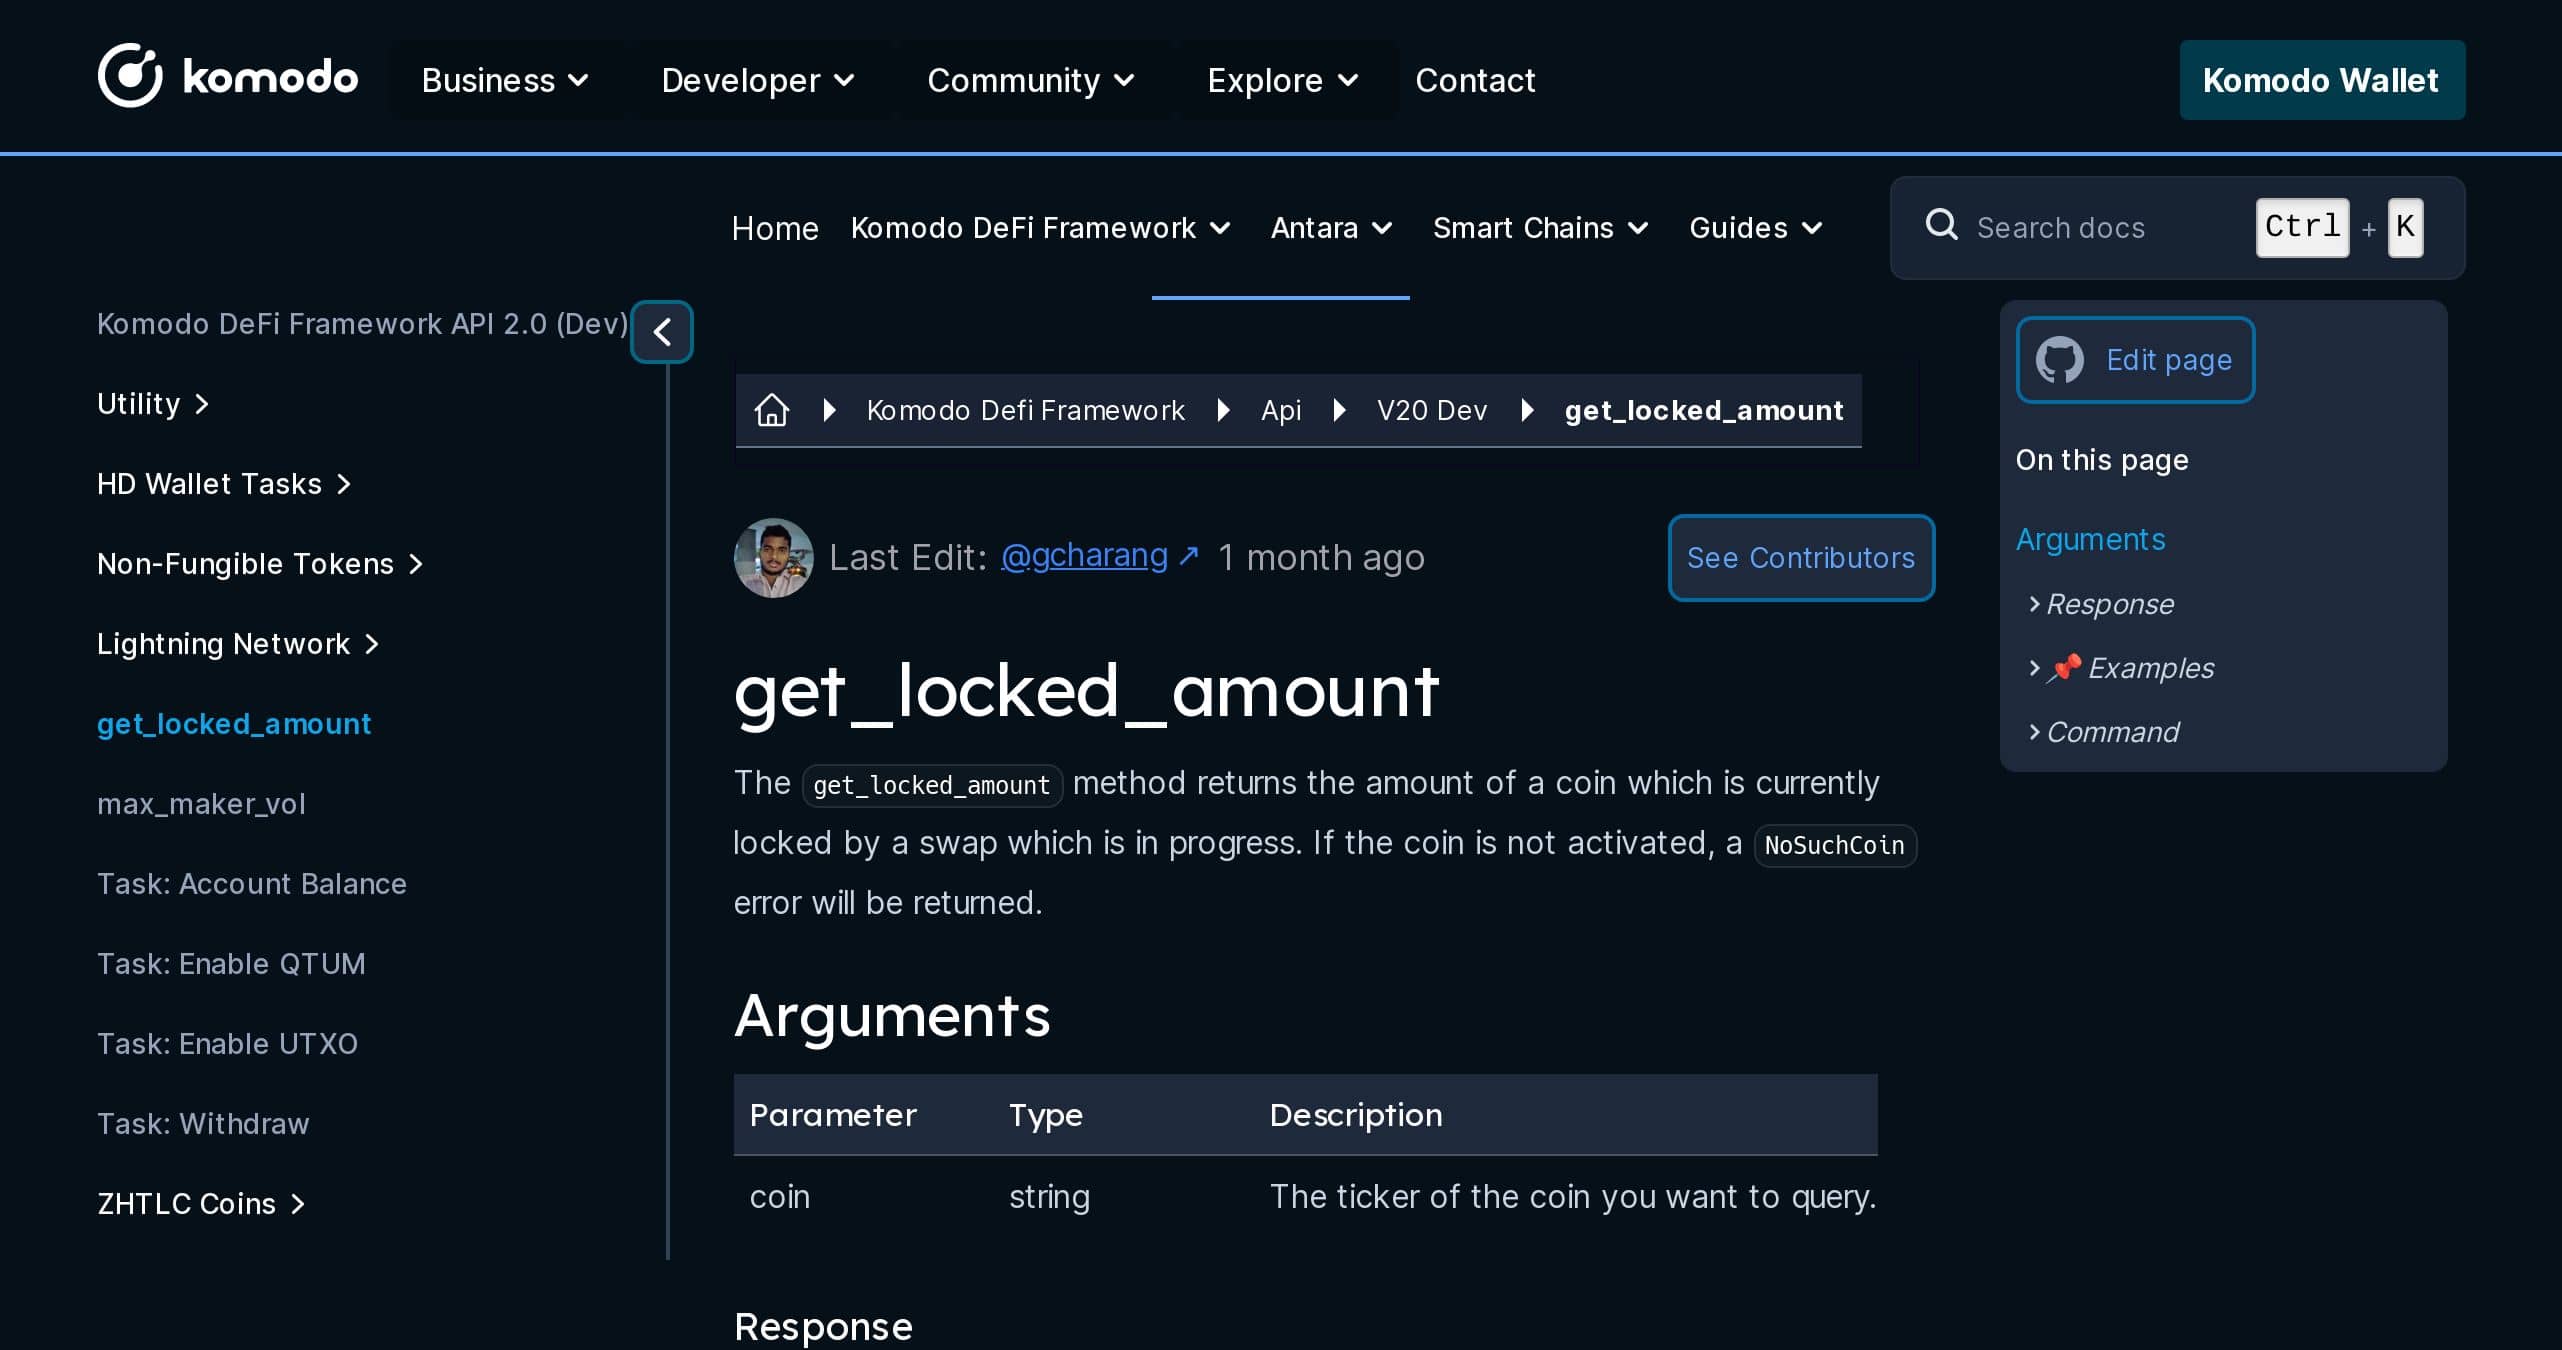 komodo
Business
Developer
Community
Explore
Contact
Komodo Wallet
Home
Komodo DeFi Framework
Antara
Smart Chains
Guides
Search docs
Ctrl + K
Komodo DeFi Framework API 2.0 (Dev)
Utility
HD Wallet Tasks
Non-Fungible Tokens
Lightning Network
get_locked_amount
max_maker_vol
Task: Account Balance
Task: Enable QTUM
Task: Enable UTXO
Task: Withdraw
ZHTLC Coins
Komodo Defi Framework
Api
V20 Dev
get_locked_amount
Last Edit: @gcharang ↗ 1 month ago
See Contributors
get_locked_amount
The get_locked_amount method returns the amount of a coin which is currently
locked by a swap which is in progress. If the coin is not activated, a NoSuchCoin
error will be returned.
Arguments
Parameter Type Description
coin string The ticker of the coin you want to query.
Response
Edit page
On this page
Arguments
Response
📌 Examples
Command